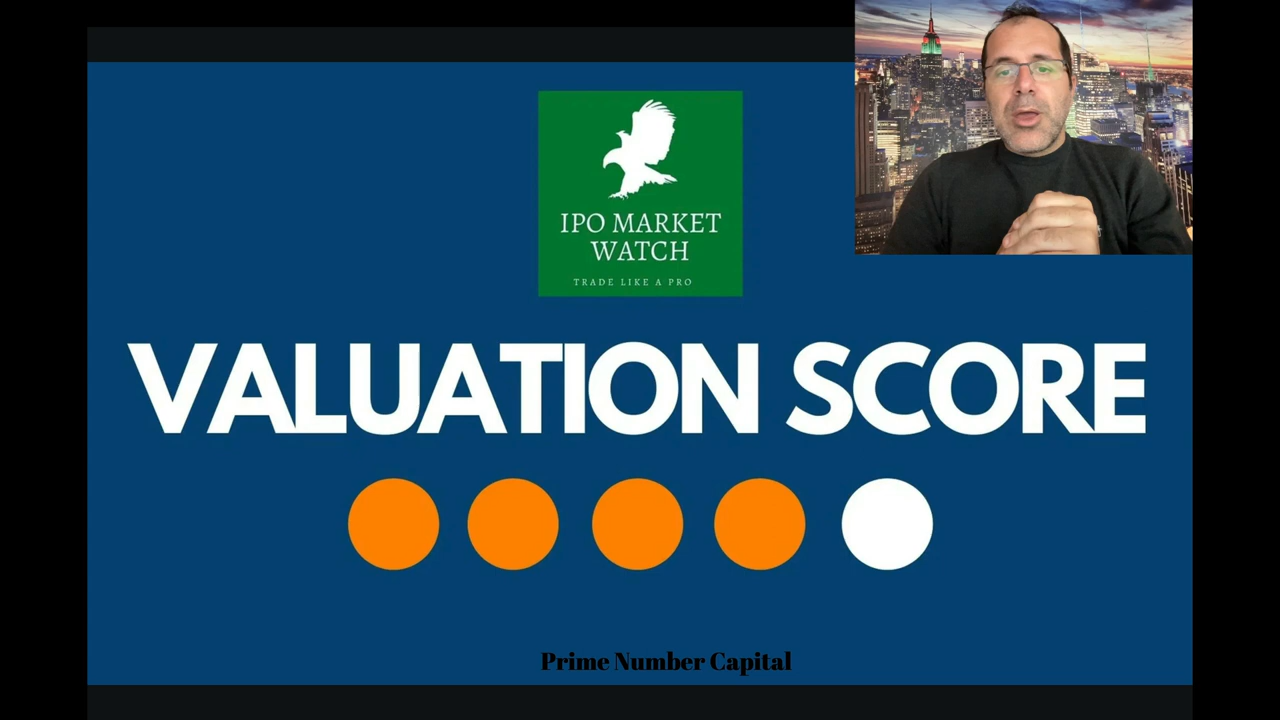 IPO MARKET
WATCH
TRADE LIKE A PRO
VALUATION SCORE
Prime Number Capital